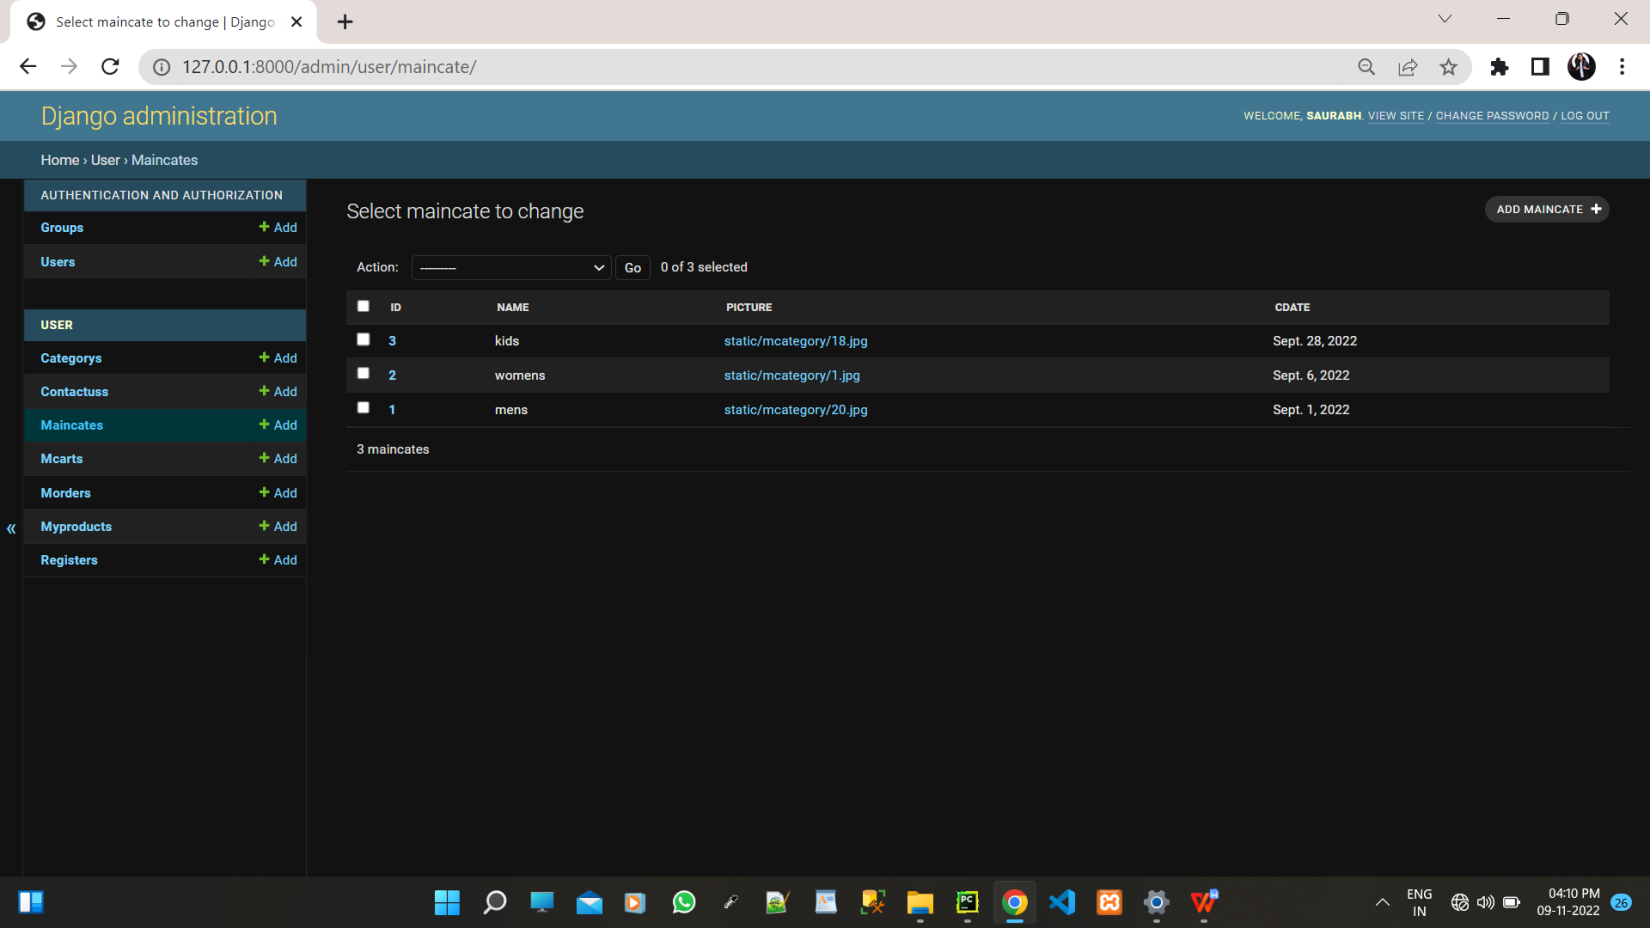 Select maincate to change | Django
127.0.0.1:8000/admin/user/maincate/
Django administration
WELCOME, SAURABH. VIEW SITE / CHANGE PASSWORD / LOG OUT
Home › User › Maincates
AUTHENTICATION AND AUTHORIZATION
Groups + Add
Users + Add
USER
Categorys + Add
Contactuss + Add
Maincates + Add
Mcarts + Add
Morders + Add
Myproducts + Add
Registers + Add
«
Select maincate to change
ADD MAINCATE +
Action: --------- Go 0 of 3 selected
ID NAME PICTURE CDATE
3 kids static/mcategory/18.jpg Sept. 28, 2022
2 womens static/mcategory/1.jpg Sept. 6, 2022
1 mens static/mcategory/20.jpg Sept. 1, 2022
3 maincates
PC
ENG
IN
04:10 PM
09-11-2022
26